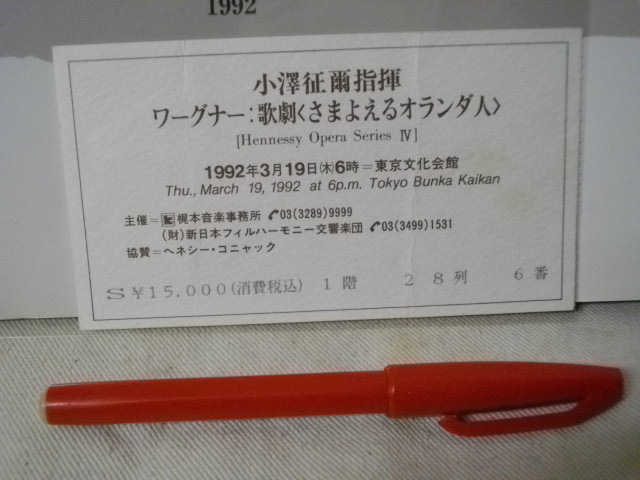 1992
小澤征爾指揮
ワーグナー:歌劇〈さまよえるオランダ人〉
[Hennessy Opera Series Ⅳ]
1992年3月19日(木)6時=東京文化会館
Thu., March 19, 1992 at 6p.m. Tokyo Bunka Kaikan
主催=梶本音楽事務所 ✆03(3289)9999
(財)新日本フィルハーモニー交響楽団 ✆03(3499)1531
協賛=ヘネシー・コニャック
S ¥15,000(消費税込) 1階 28列 6番